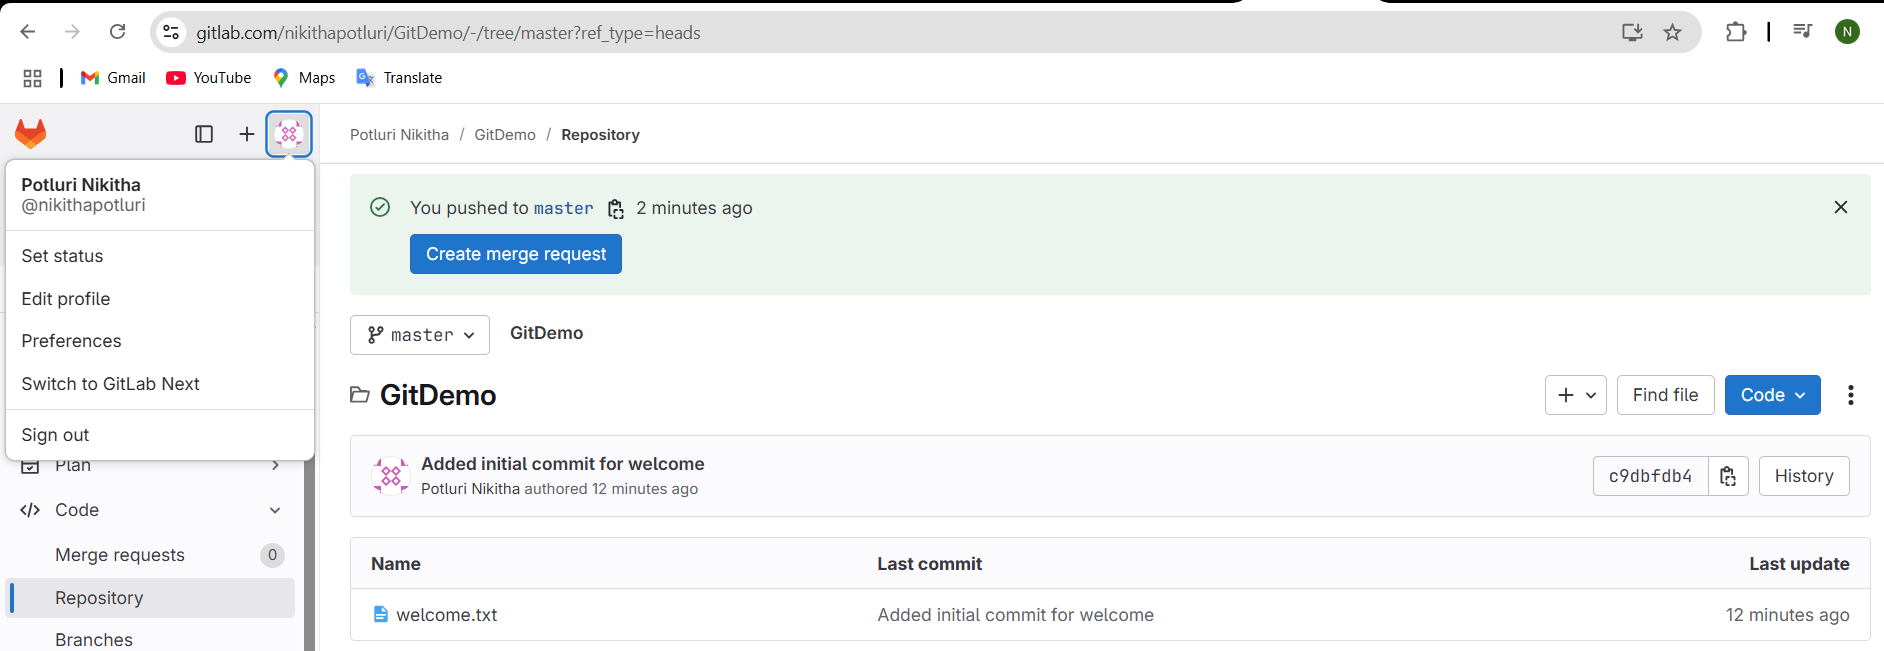 gitlab.com/nikithapotluri/GitDemo/-/tree/master?ref_type=heads
N
Gmail YouTube Maps Translate
Potluri Nikitha / GitDemo / Repository
Potluri Nikitha
@nikithapotluri
Set status
Edit profile
Preferences
Switch to GitLab Next
Sign out
Plan
Code
Merge requests 0
Repository
Branches
You pushed to master 2 minutes ago
Create merge request
master GitDemo
GitDemo
Find file Code
Added initial commit for welcome
Potluri Nikitha authored 12 minutes ago
c9dbfdb4 History
Name Last commit Last update
welcome.txt Added initial commit for welcome 12 minutes ago